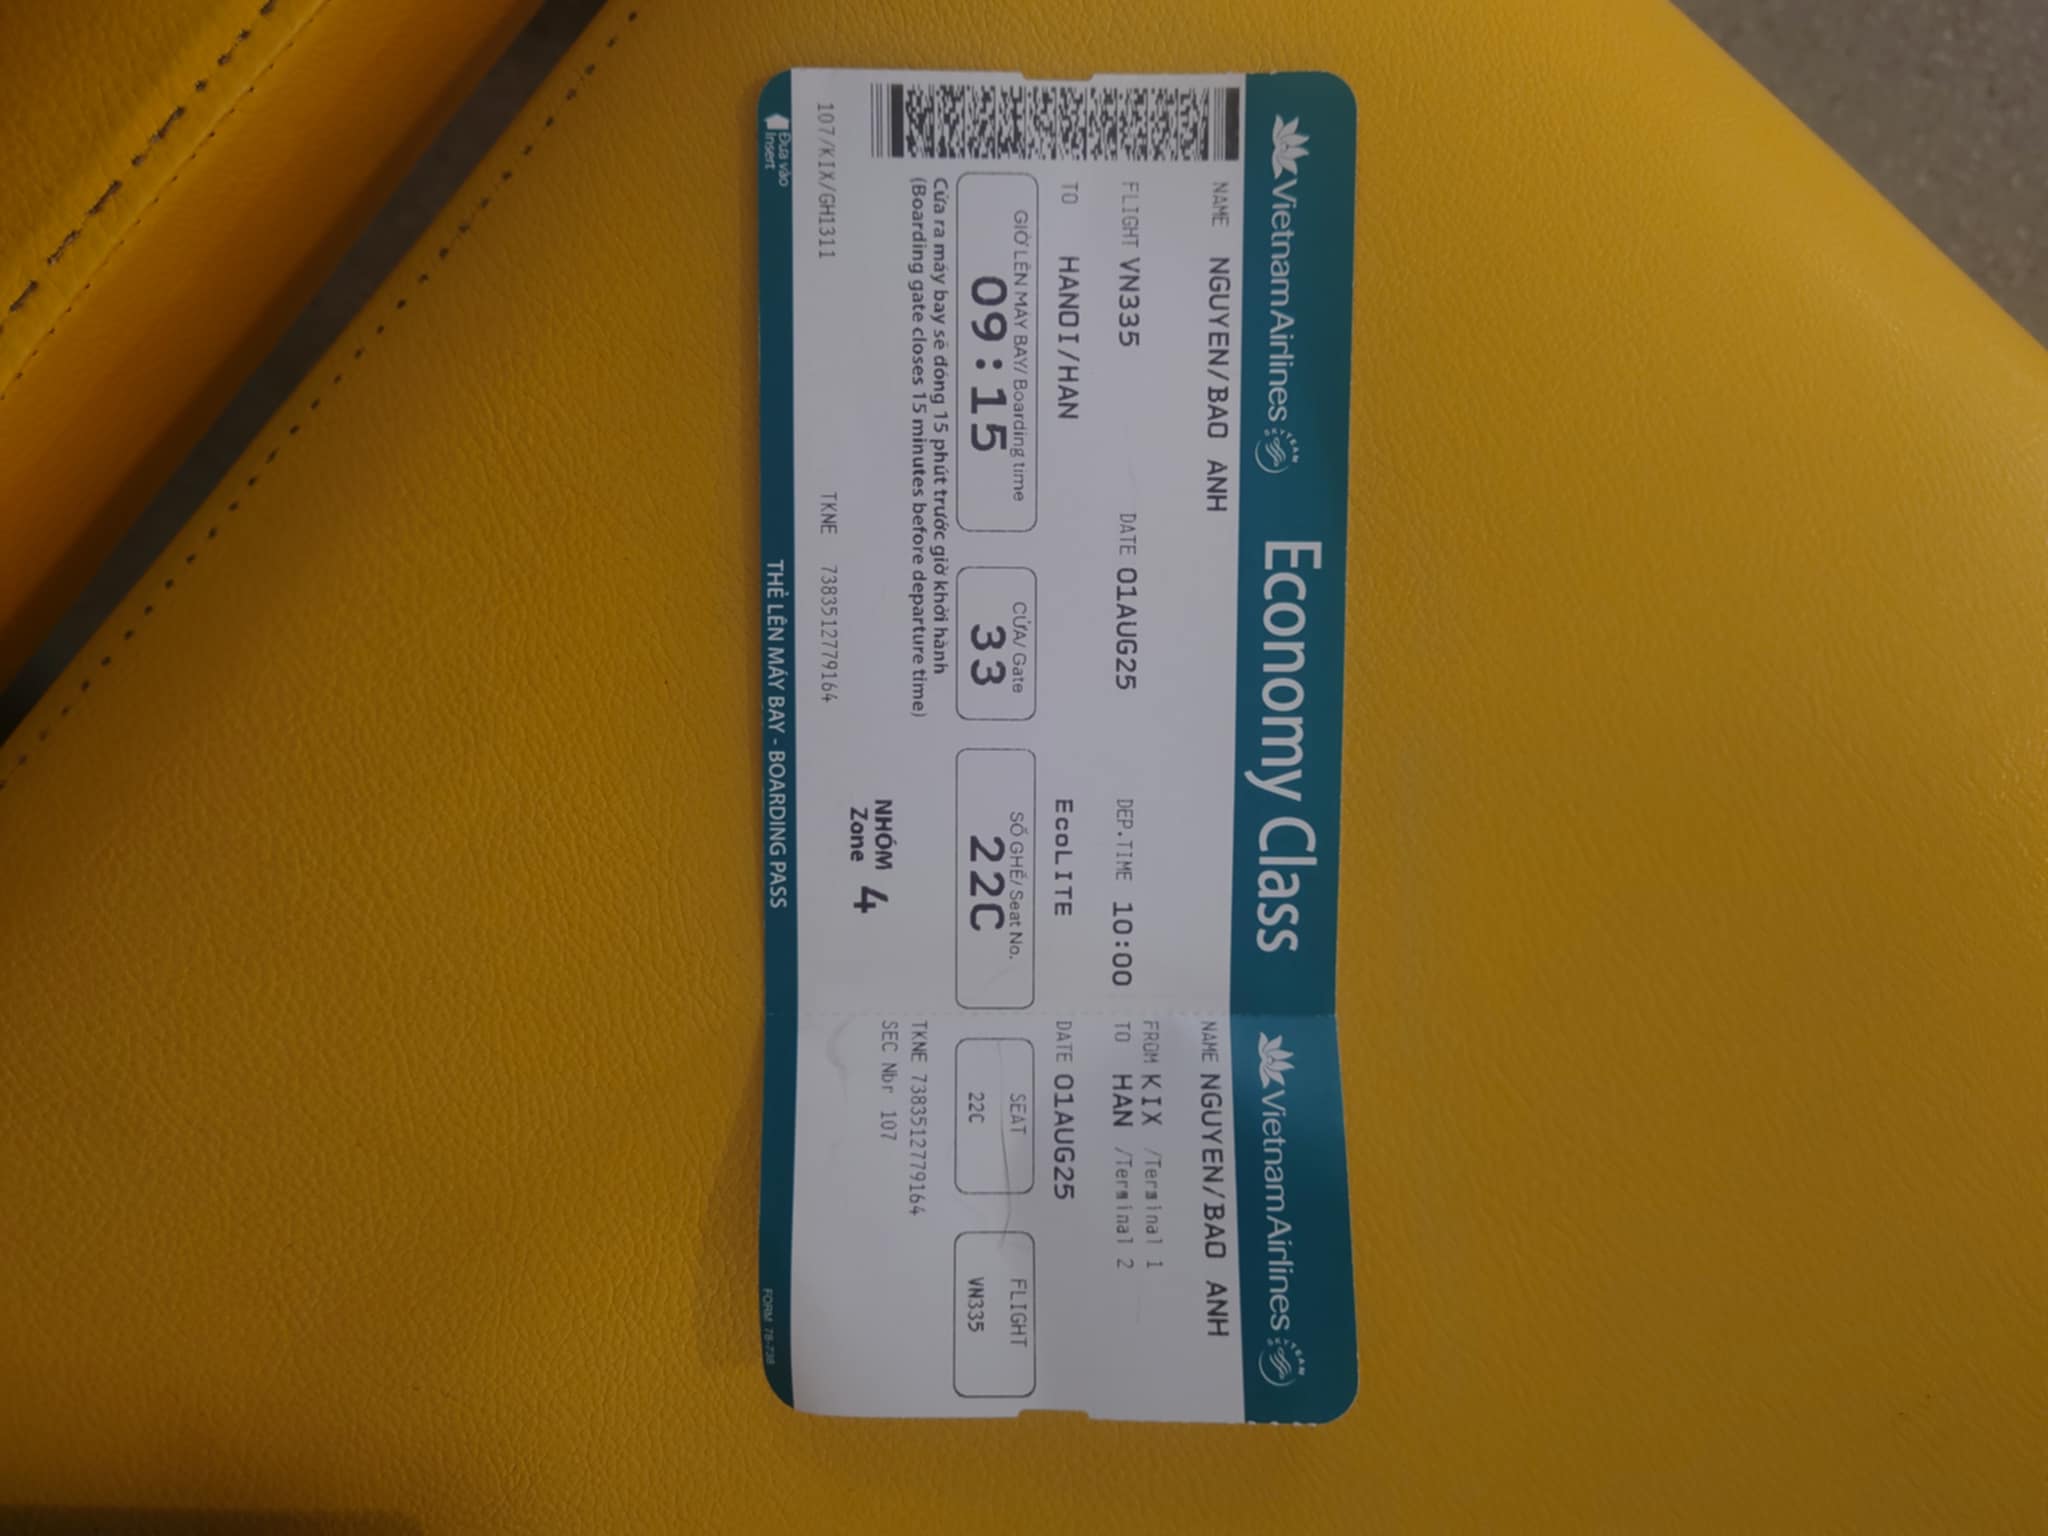 VietnamAirlines SKYTEAM Economy Class
NAME NGUYEN/BAO ANH
FLIGHT VN335 DATE 01AUG25 DEP.TIME 10:00
TO HANOI/HAN EcoLITE
GIỜ LÊN MÁY BAY/ Boarding time
09:15
CỬA/ Gate
33
SỐ GHẾ/ Seat No.
22C
Cửa ra máy bay sẽ đóng 15 phút trước giờ khởi hành
(Boarding gate closes 15 minutes before departure time)
NHÓM
Zone 4
107/KIX/GH1311 TKNE 7383512779164
Đưa vào
Insert
THẺ LÊN MÁY BAY - BOARDING PASS
VietnamAirlines SKYTEAM
NAME NGUYEN/BAO ANH
FROM KIX /Terminal 1
TO HAN /Terminal 2
DATE 01AUG25
SEAT
22C
FLIGHT
VN335
TKNE 7383512779164
SEC Nbr 107
FORM 78-738